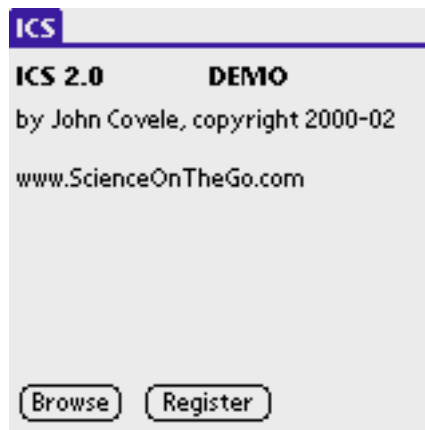 ICS
ICS 2.0 DEMO
by John Covele, copyright 2000-02
www.ScienceOnTheGo.com
Browse Register